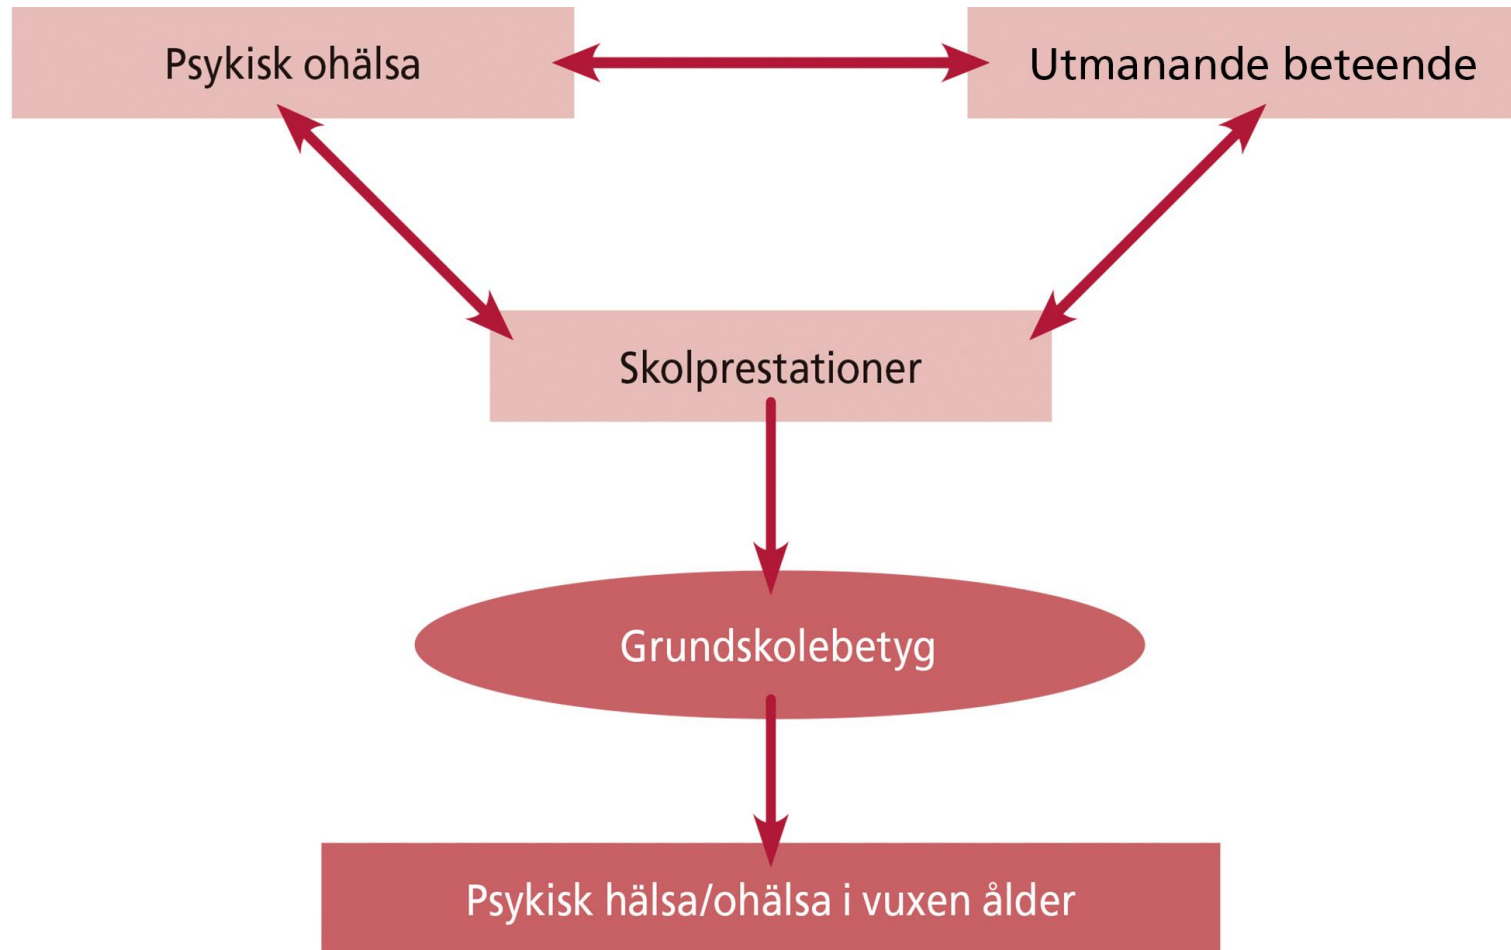 Psykisk ohälsa
Utmanande beteende
Skolprestationer
Grundskolebetyg
Psykisk hälsa/ohälsa i vuxen ålder